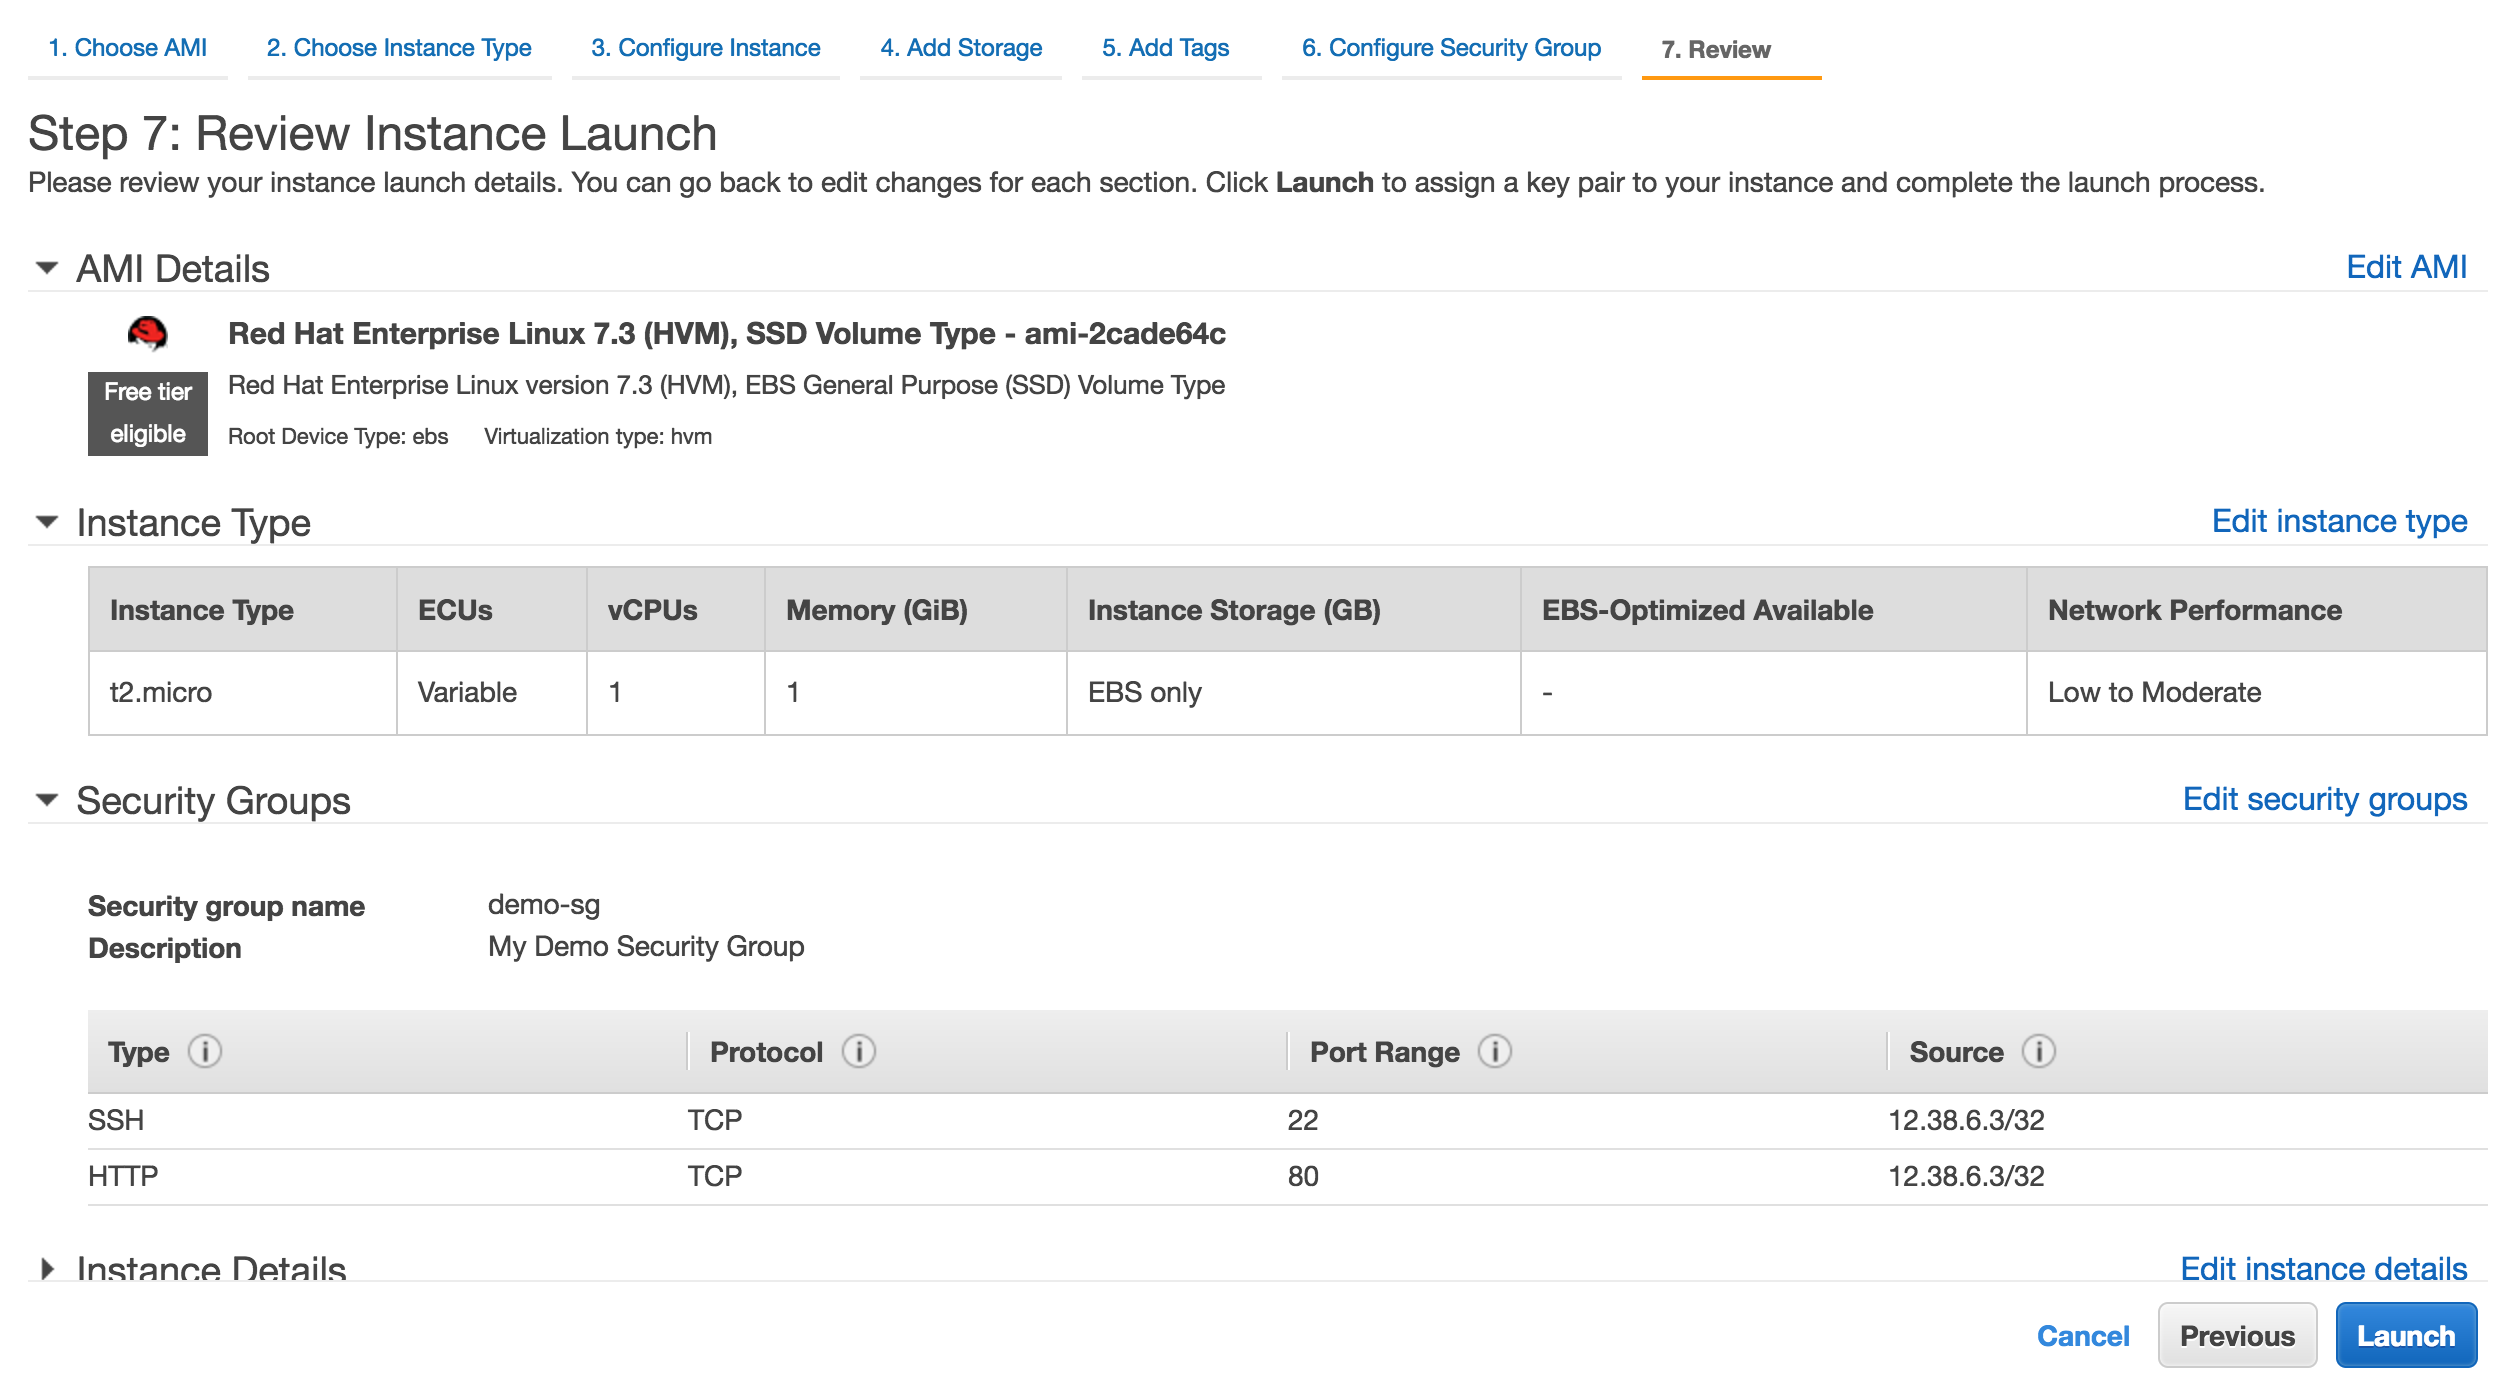 1. Choose AMI 2. Choose Instance Type 3. Configure Instance 4. Add Storage 5. Add Tags 6. Configure Security Group 7. Review
Step 7: Review Instance Launch
Please review your instance launch details. You can go back to edit changes for each section. Click Launch to assign a key pair to your instance and complete the launch process.
AMI Details Edit AMI
Red Hat Enterprise Linux 7.3 (HVM), SSD Volume Type - ami-2cade64c
Free tier eligible
Red Hat Enterprise Linux version 7.3 (HVM), EBS General Purpose (SSD) Volume Type
Root Device Type: ebs Virtualization type: hvm
Instance Type Edit instance type
Instance Type ECUs vCPUs Memory (GiB) Instance Storage (GB) EBS-Optimized Available Network Performance
t2.micro Variable 1 1 EBS only - Low to Moderate
Security Groups Edit security groups
Security group name demo-sg
Description My Demo Security Group
Type Protocol Port Range Source
SSH TCP 22 12.38.6.3/32
HTTP TCP 80 12.38.6.3/32
Instance Details Edit instance details
Cancel Previous Launch